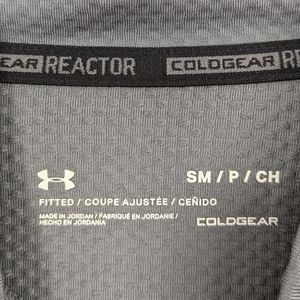 GEAR REACTOR COLDGEAR RE
SM / P / CH
FITTED / COUPE AJUSTÉE / CEÑIDO
MADE IN JORDAN / FABRIQUÉ EN JORDANIE /
HECHO EN JORDANIA
COLDGEAR